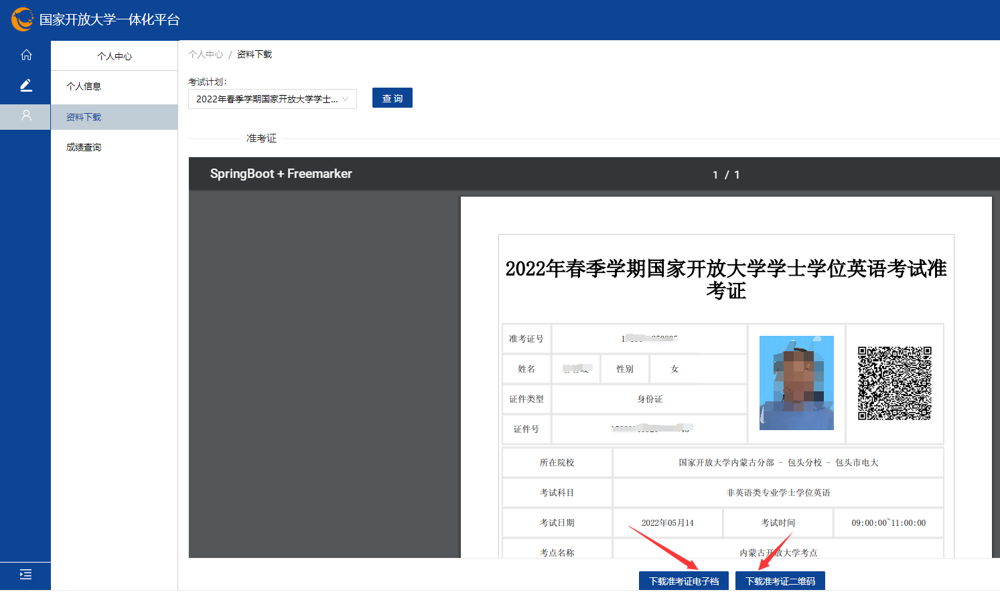 国家开放大学一体化平台
个人中心
个人信息
资料下载
成绩查询
个人中心 / 资料下载
考试计划:
2022年春季学期国家开放大学学士...
查 询
准考证
SpringBoot + Freemarker
1 / 1
2022年春季学期国家开放大学学士学位英语考试准
考证
准考证号
姓名 性别 女
证件类型 身份证
证件号
所在院校 国家开放大学内蒙古分部 - 包头分校 - 包头市电大
考试科目 非英语类专业学士学位英语
考试日期 2022年05月14 考试时间 09:00:00~11:00:00
考点名称 内蒙古开放大学考点
下载准考证电子档 下载准考证二维码